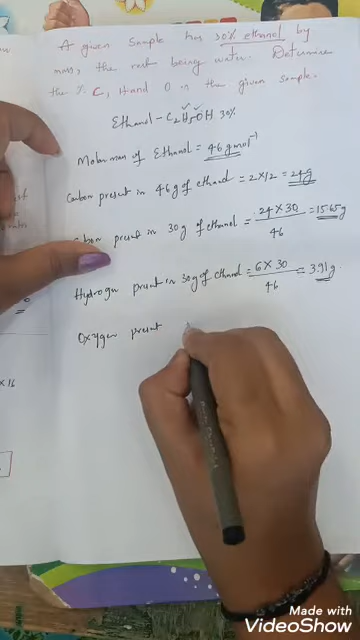 A given Sample has 30% ethanol by
mass, the rest being water. Determine
the % C, H and O in the given sample.
Ethanol - C2H5OH 30%
Molar mass of Ethanol = 46 g mol-1
Carbon present in 46 g of ethanol = 2 × 12 = 24g
present in 30 g of ethanol = 24 × 30 / 46 = 15.65 g
Hydrogen present in 30g of ethanol = 6 × 30 / 46 = 3.91 g.
Oxygen present
× 16
Made with
VideoShow